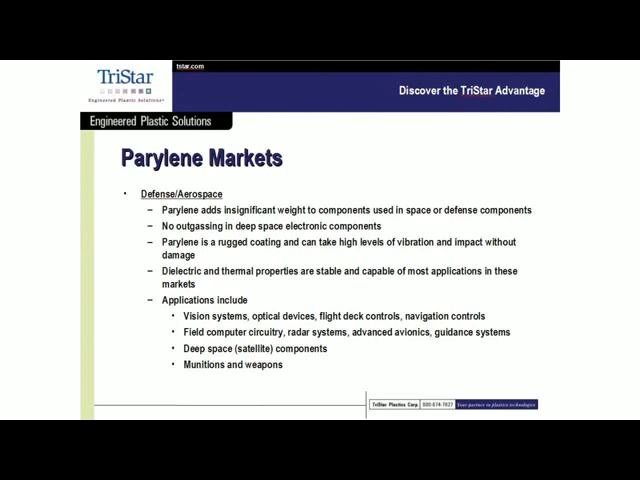 tstar.com
TriStar
Engineered Plastic Solutions
Discover the TriStar Advantage
Engineered Plastic Solutions
Parylene Markets
• Defense/Aerospace
– Parylene adds insignificant weight to components used in space or defense components
– No outgassing in deep space electronic components
– Parylene is a rugged coating and can take high levels of vibration and impact without
damage
– Dielectric and thermal properties are stable and capable of most applications in these
markets
– Applications include
• Vision systems, optical devices, flight deck controls, navigation controls
• Field computer circuitry, radar systems, advanced avionics, guidance systems
• Deep space (satellite) components
• Munitions and weapons
TriStar Plastics Corp. 800-874-7827 Your partner in plastics technologies